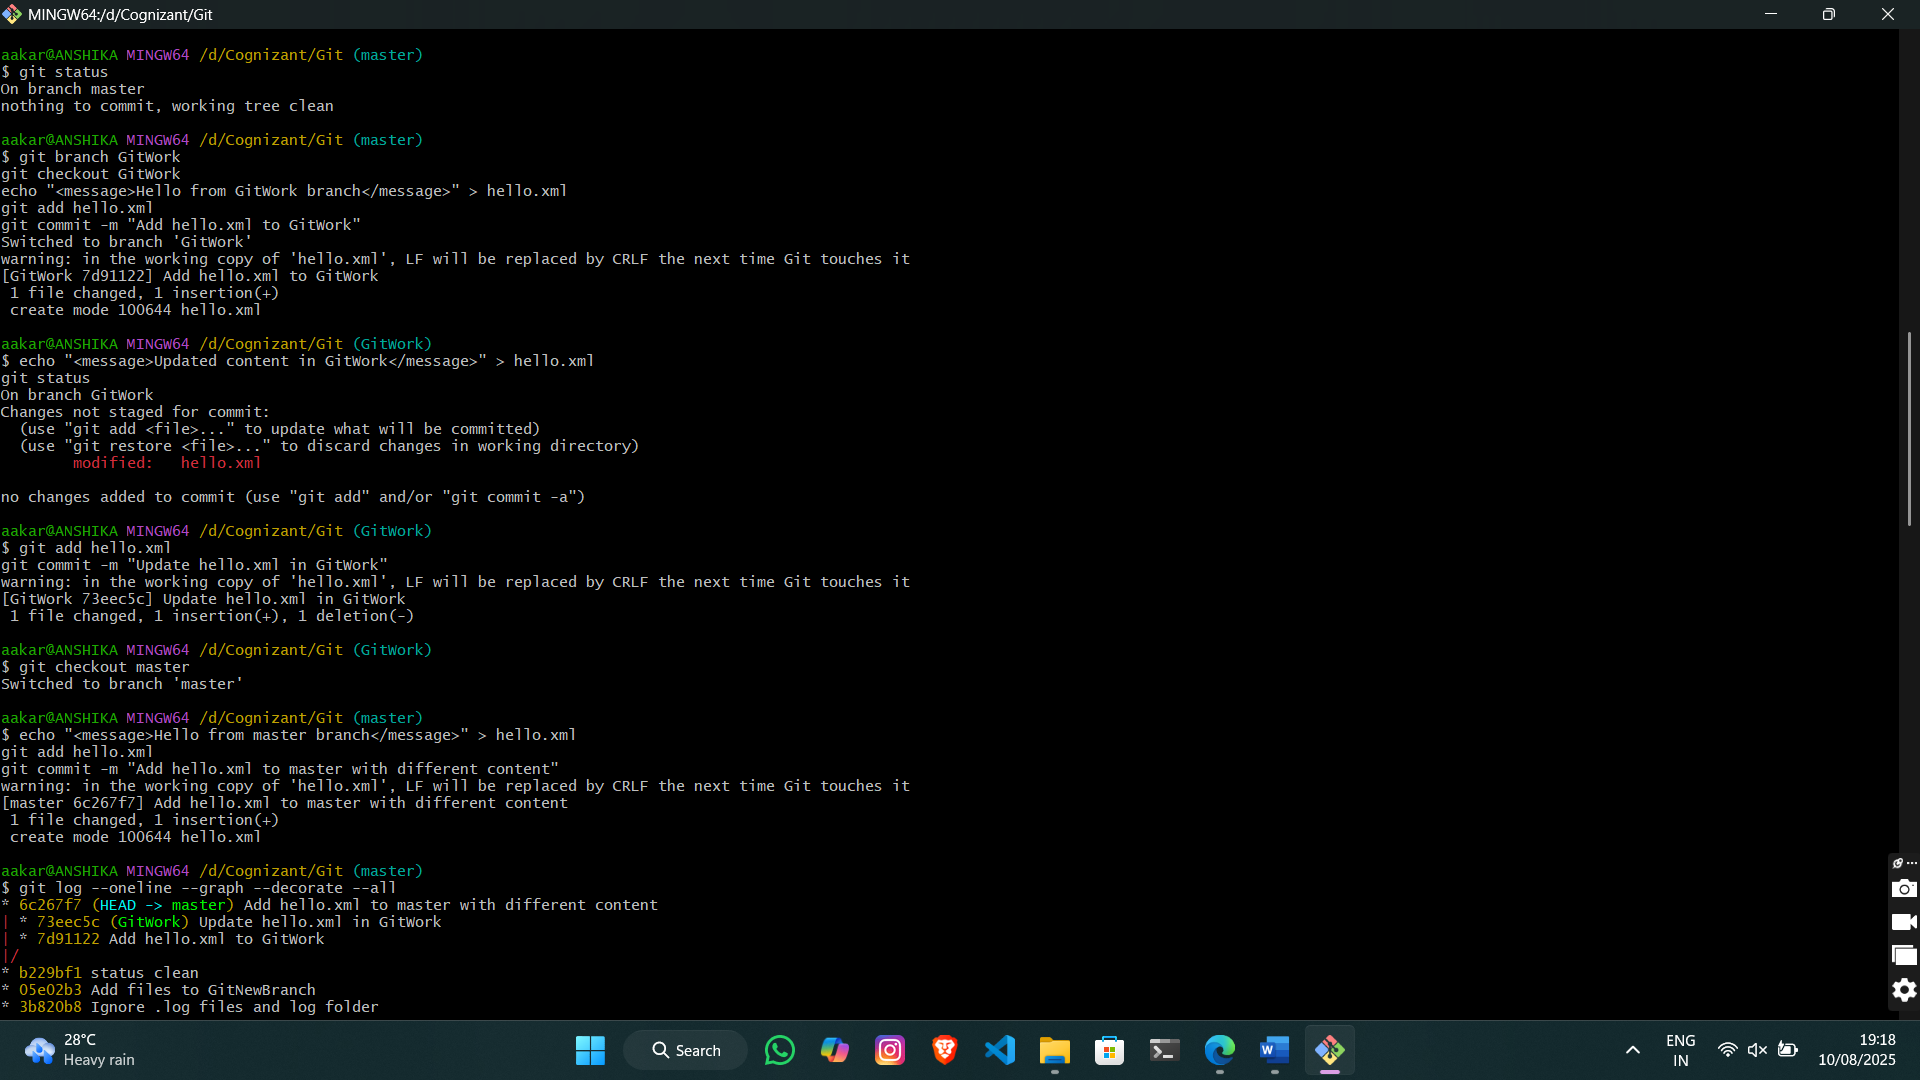 MINGW64:/d/Cognizant/Git
aakar@ANSHIKA MINGW64 /d/Cognizant/Git (master)
$ git status
On branch master
nothing to commit, working tree clean
aakar@ANSHIKA MINGW64 /d/Cognizant/Git (master)
$ git branch GitWork
git checkout GitWork
echo "<message>Hello from GitWork branch</message>" > hello.xml
git add hello.xml
git commit -m "Add hello.xml to GitWork"
Switched to branch 'GitWork'
warning: in the working copy of 'hello.xml', LF will be replaced by CRLF the next time Git touches it
[GitWork 7d91122] Add hello.xml to GitWork
 1 file changed, 1 insertion(+)
 create mode 100644 hello.xml
aakar@ANSHIKA MINGW64 /d/Cognizant/Git (GitWork)
$ echo "<message>Updated content in GitWork</message>" > hello.xml
git status
On branch GitWork
Changes not staged for commit:
  (use "git add <file>..." to update what will be committed)
  (use "git restore <file>..." to discard changes in working directory)
        modified:   hello.xml
no changes added to commit (use "git add" and/or "git commit -a")
aakar@ANSHIKA MINGW64 /d/Cognizant/Git (GitWork)
$ git add hello.xml
git commit -m "Update hello.xml in GitWork"
warning: in the working copy of 'hello.xml', LF will be replaced by CRLF the next time Git touches it
[GitWork 73eec5c] Update hello.xml in GitWork
 1 file changed, 1 insertion(+), 1 deletion(-)
aakar@ANSHIKA MINGW64 /d/Cognizant/Git (GitWork)
$ git checkout master
Switched to branch 'master'
aakar@ANSHIKA MINGW64 /d/Cognizant/Git (master)
$ echo "<message>Hello from master branch</message>" > hello.xml
git add hello.xml
git commit -m "Add hello.xml to master with different content"
warning: in the working copy of 'hello.xml', LF will be replaced by CRLF the next time Git touches it
[master 6c267f7] Add hello.xml to master with different content
 1 file changed, 1 insertion(+)
 create mode 100644 hello.xml
aakar@ANSHIKA MINGW64 /d/Cognizant/Git (master)
$ git log --oneline --graph --decorate --all
* 6c267f7 (HEAD -> master) Add hello.xml to master with different content
| * 73eec5c (GitWork) Update hello.xml in GitWork
| * 7d91122 Add hello.xml to GitWork
|/
* b229bf1 status clean
* 05e02b3 Add files to GitNewBranch
* 3b820b8 Ignore .log files and log folder
28°C
Heavy rain
Search
ENG
IN
19:18
10/08/2025